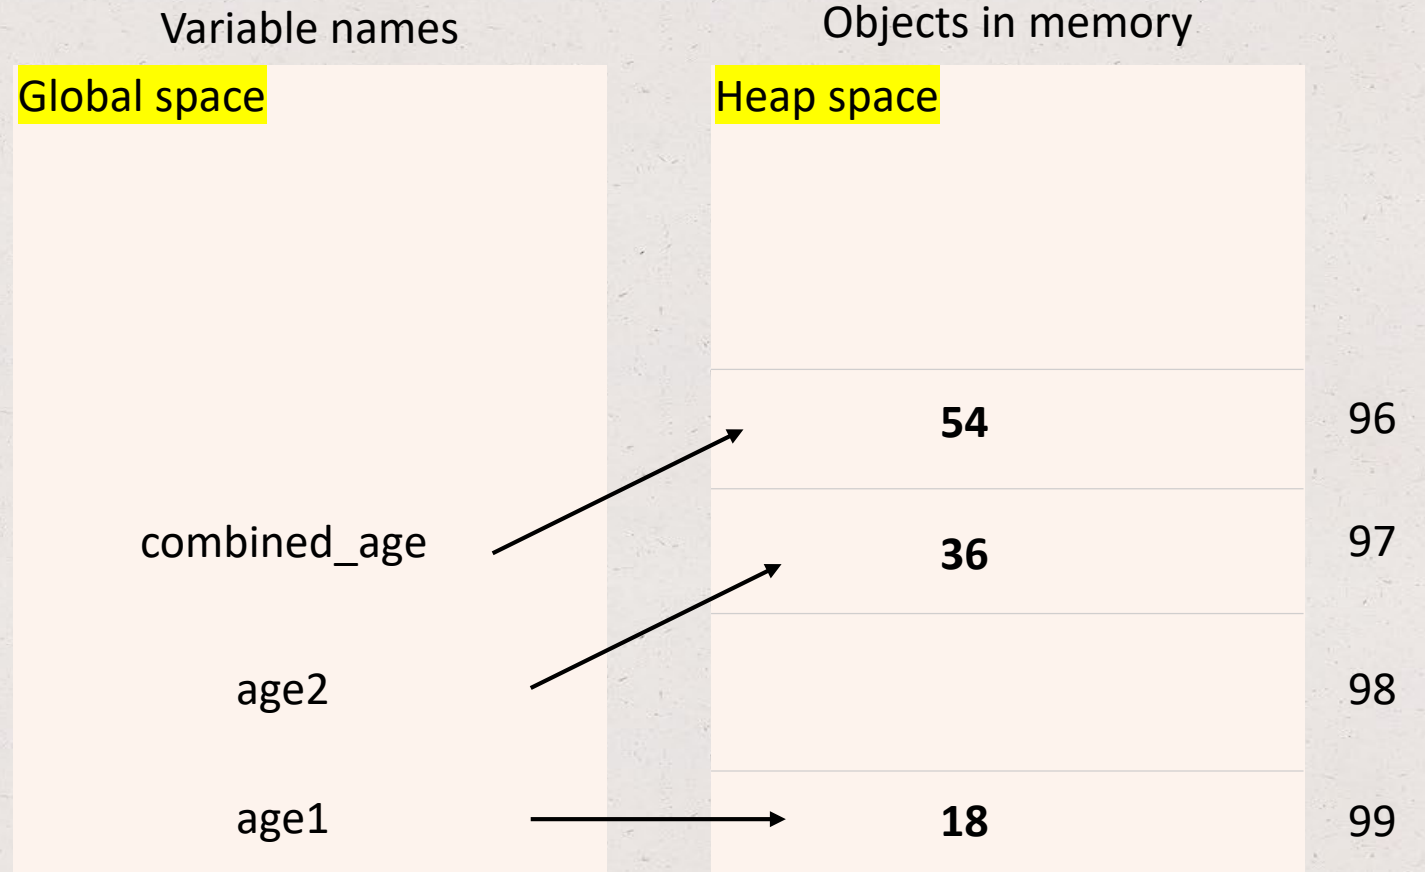 Variable names
Objects in memory
Global space
Heap space
54
96
combined_age
36
97
age2
98
age1
18
99